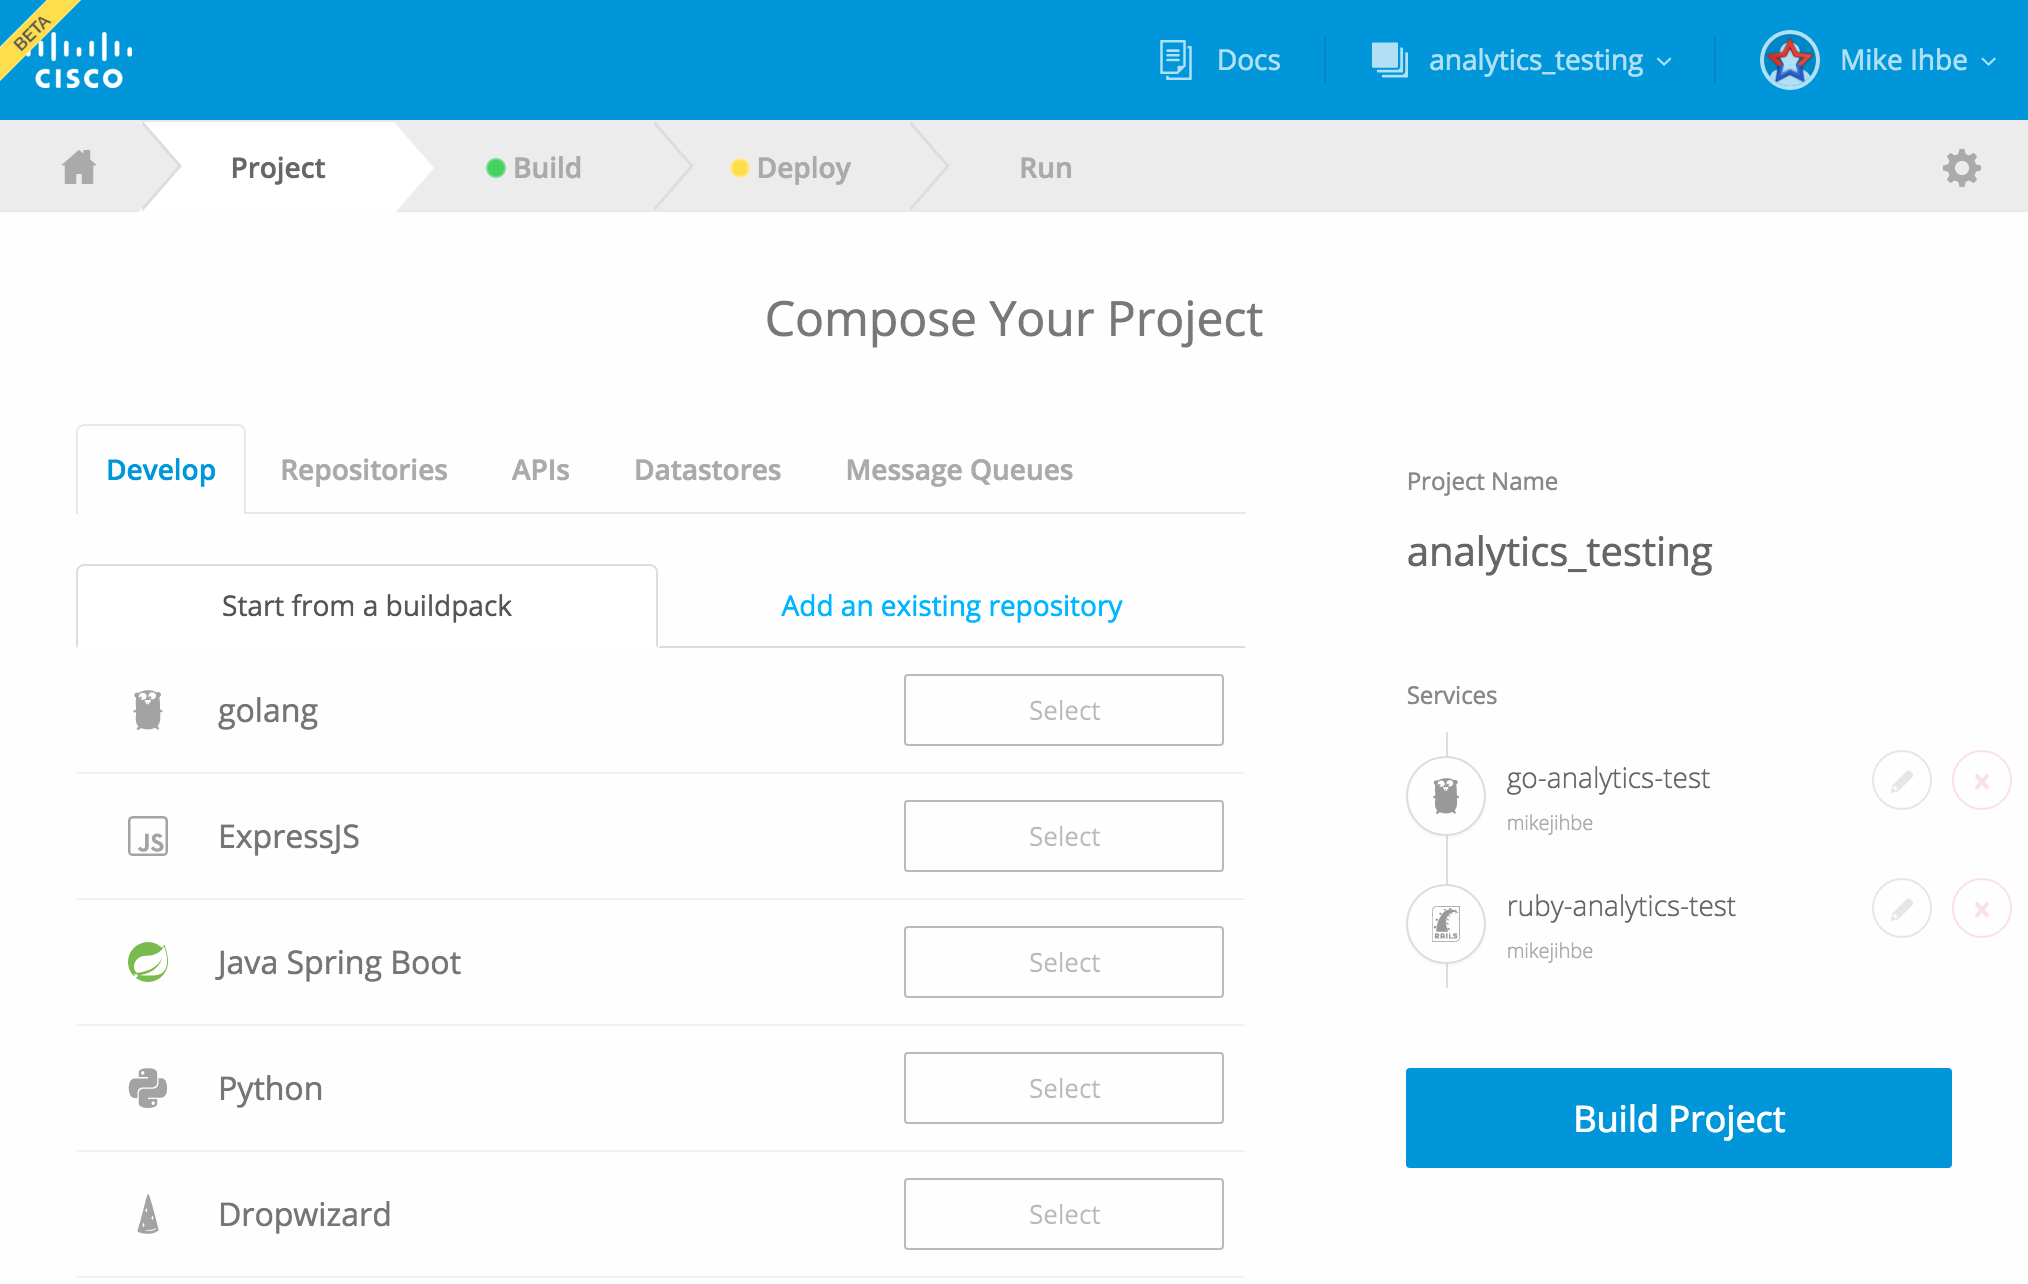 BETA
CISCO
Docs
analytics_testing
Mike Ihbe
Project
Build
Deploy
Run
Compose Your Project
Develop
Repositories
APIs
Datastores
Message Queues
Start from a buildpack
Add an existing repository
golang
Select
JS
ExpressJS
Select
Java Spring Boot
Select
Python
Select
Dropwizard
Select
Project Name
analytics_testing
Services
go-analytics-test
mikejihbe
RAILS
ruby-analytics-test
mikejihbe
Build Project